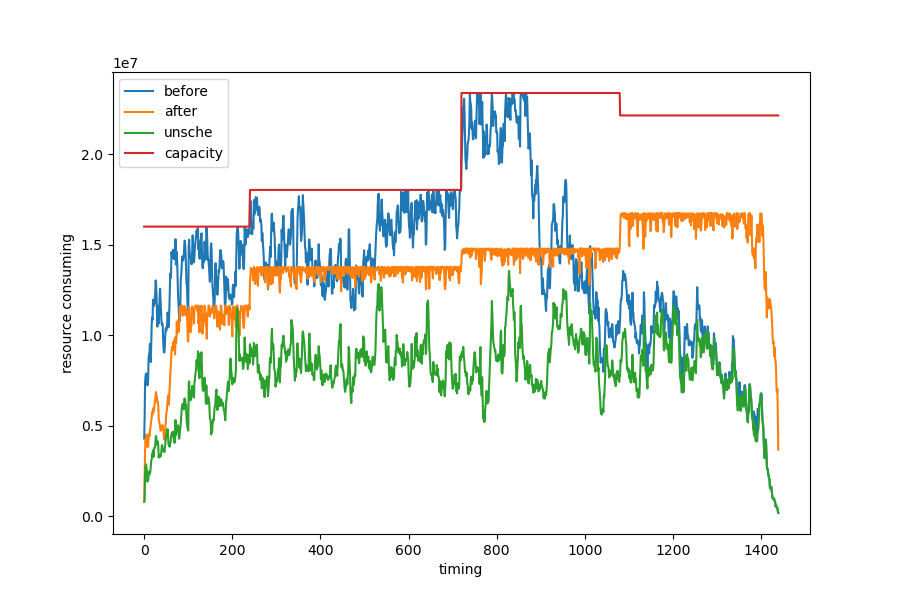 1e7
before
after
unsche
capacity
2.0
1.5
1.0
0.5
0.0
resource consuming
0 200 400 600 800 1000 1200 1400
timing